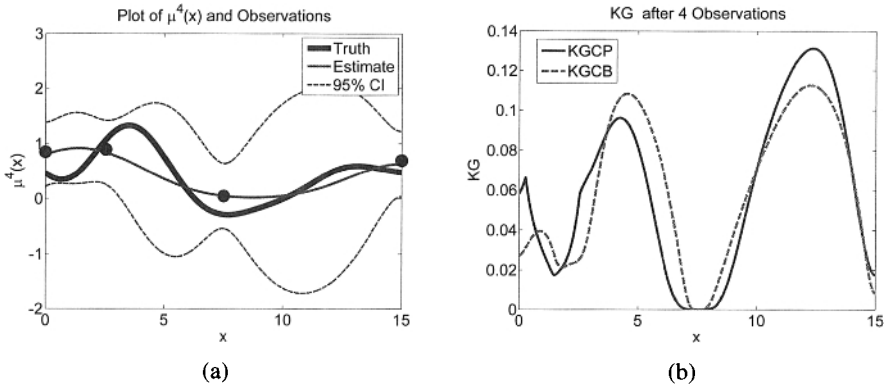 Plot of μ⁴(x) and Observations
3
2
1
0
-1
-2
μ⁴(x)
Truth
Estimate
95% CI
0
5
10
15
x
(a)
KG after 4 Observations
0.14
0.12
0.1
0.08
0.06
0.04
0.02
0
KG
KGCP
KGCB
0
5
10
15
x
(b)